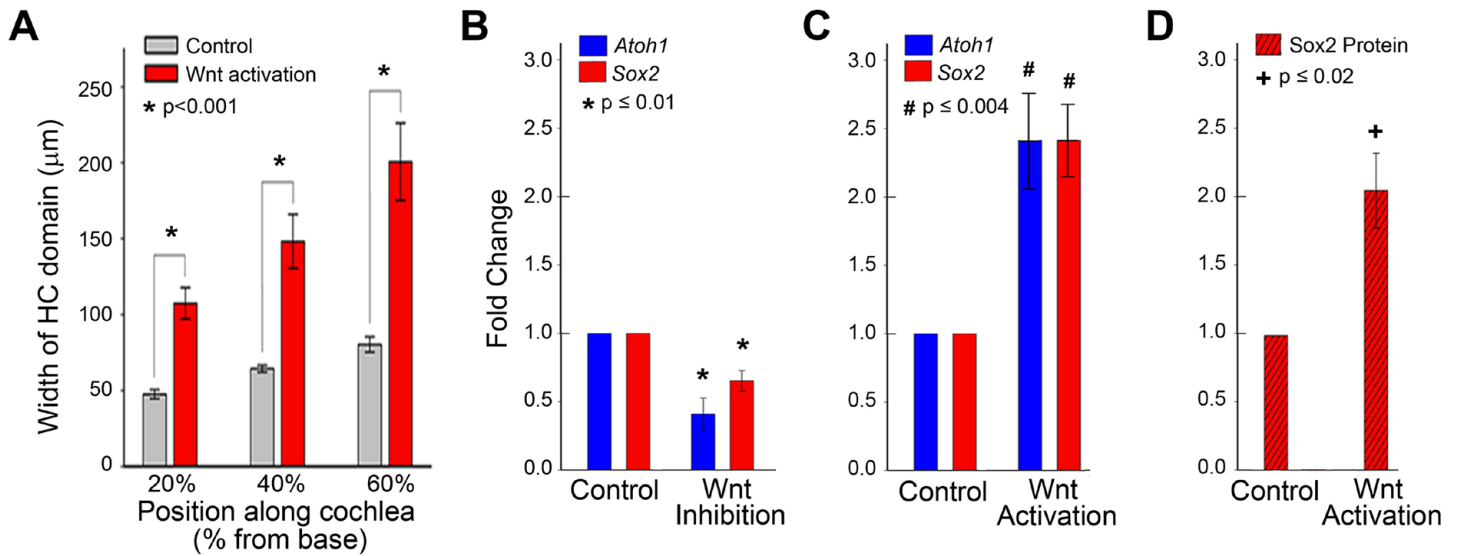 A
Control
Wnt activation
* p<0.001
*
*
*
250
200
150
100
50
0
Width of HC domain (μm)
20%
40%
60%
Position along cochlea
(% from base)
B
Atoh1
Sox2
* p ≤ 0.01
3.0
2.5
2.0
1.5
1.0
0.5
0.0
Fold Change
*
*
Control
Wnt
Inhibition
C
Atoh1
Sox2
# p ≤ 0.004
3.0
2.5
2.0
1.5
1.0
0.5
0.0
#
#
Control
Wnt
Activation
D
Sox2 Protein
+ p ≤ 0.02
3.0
2.5
2.0
1.5
1.0
0.5
0.0
+
Control
Wnt
Activation